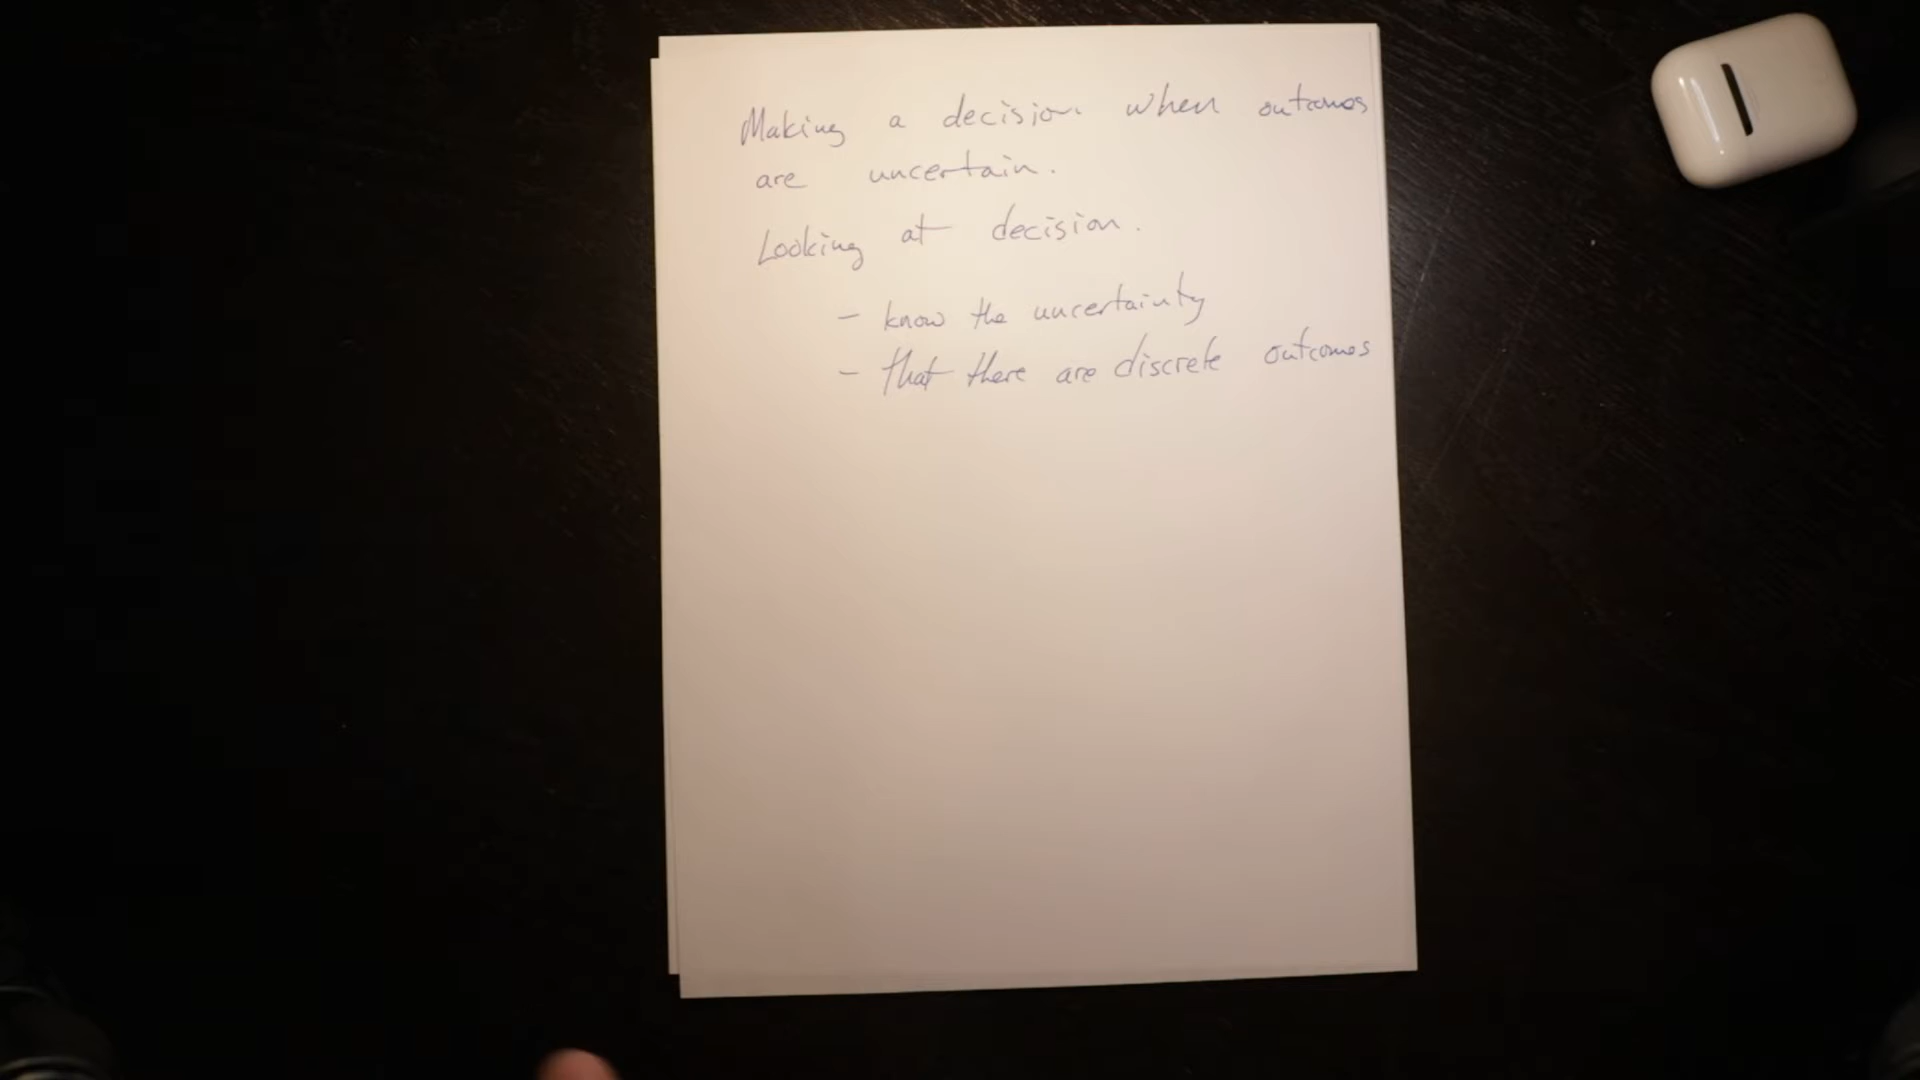 Making a decision when outcomes
are uncertain.
Looking at decision.
- know the uncertainty
- that there are discrete outcomes